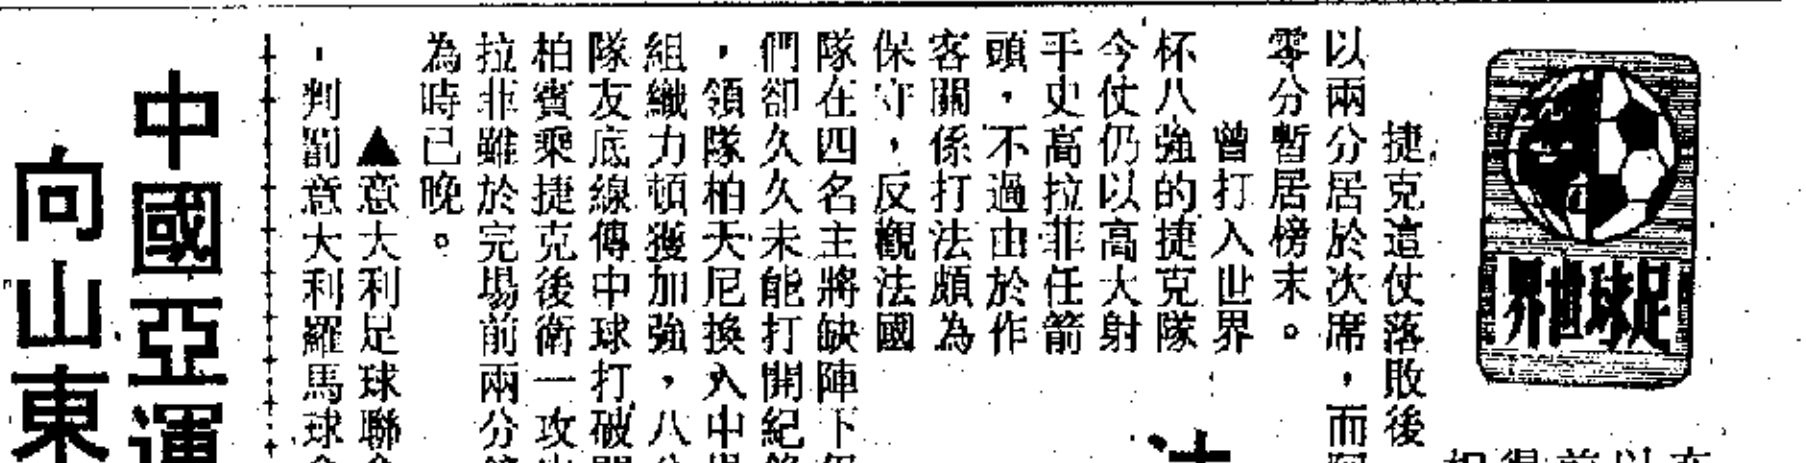 足球世界
捷克這仗落敗後
以兩分居於次席，而
零分暫居榜末。
曾打入世界
杯八強的捷克隊
今仗仍以高大射
手史高拉菲任箭
頭，不過由於作
客關係打法頗為
保守，反觀法國
隊在四名主將缺陣下
們卻久久未能打開紀
，領隊柏天尼換入中
組織力頓獲加強，八
隊友底線傳中球打破
柏賓乘捷克後衛一攻
拉非雖於完場前兩分
為時已晚。
▲意大利足球聯
，判罰意大利羅馬球
中國亞運
向山東